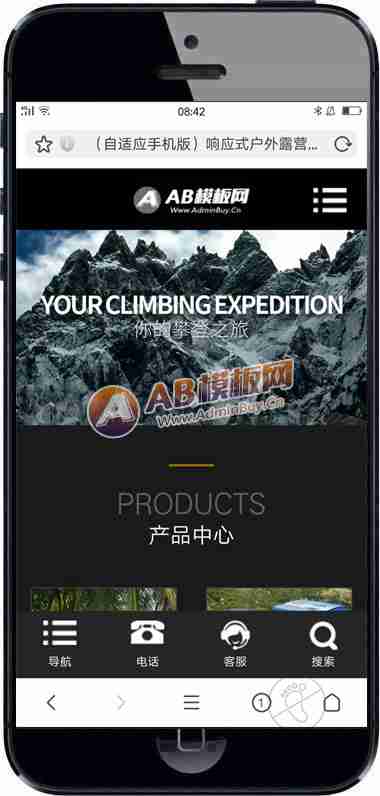 08:42
（自适应手机版）响应式户外露营...
AB模板网
Www.AdminBuy.Cn
YOUR CLIMBING EXPEDITION
你的攀登之旅
AB模板网
Www.AdminBuy.Cn
PRODUCTS
产品中心
导航
电话
客服
搜索
1